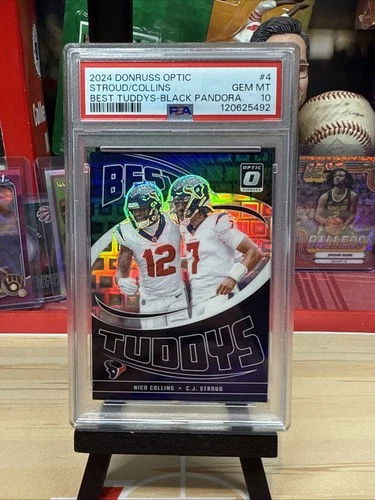 2024 DONRUSS OPTIC #4
STROUD/COLLINS GEM MT
BEST TUDDYS-BLACK PANDORA 10
PSA 120625492
BEST
OPTIC
12 7
TUDDYS
NICO COLLINS • C.J. STROUD
BALLERS